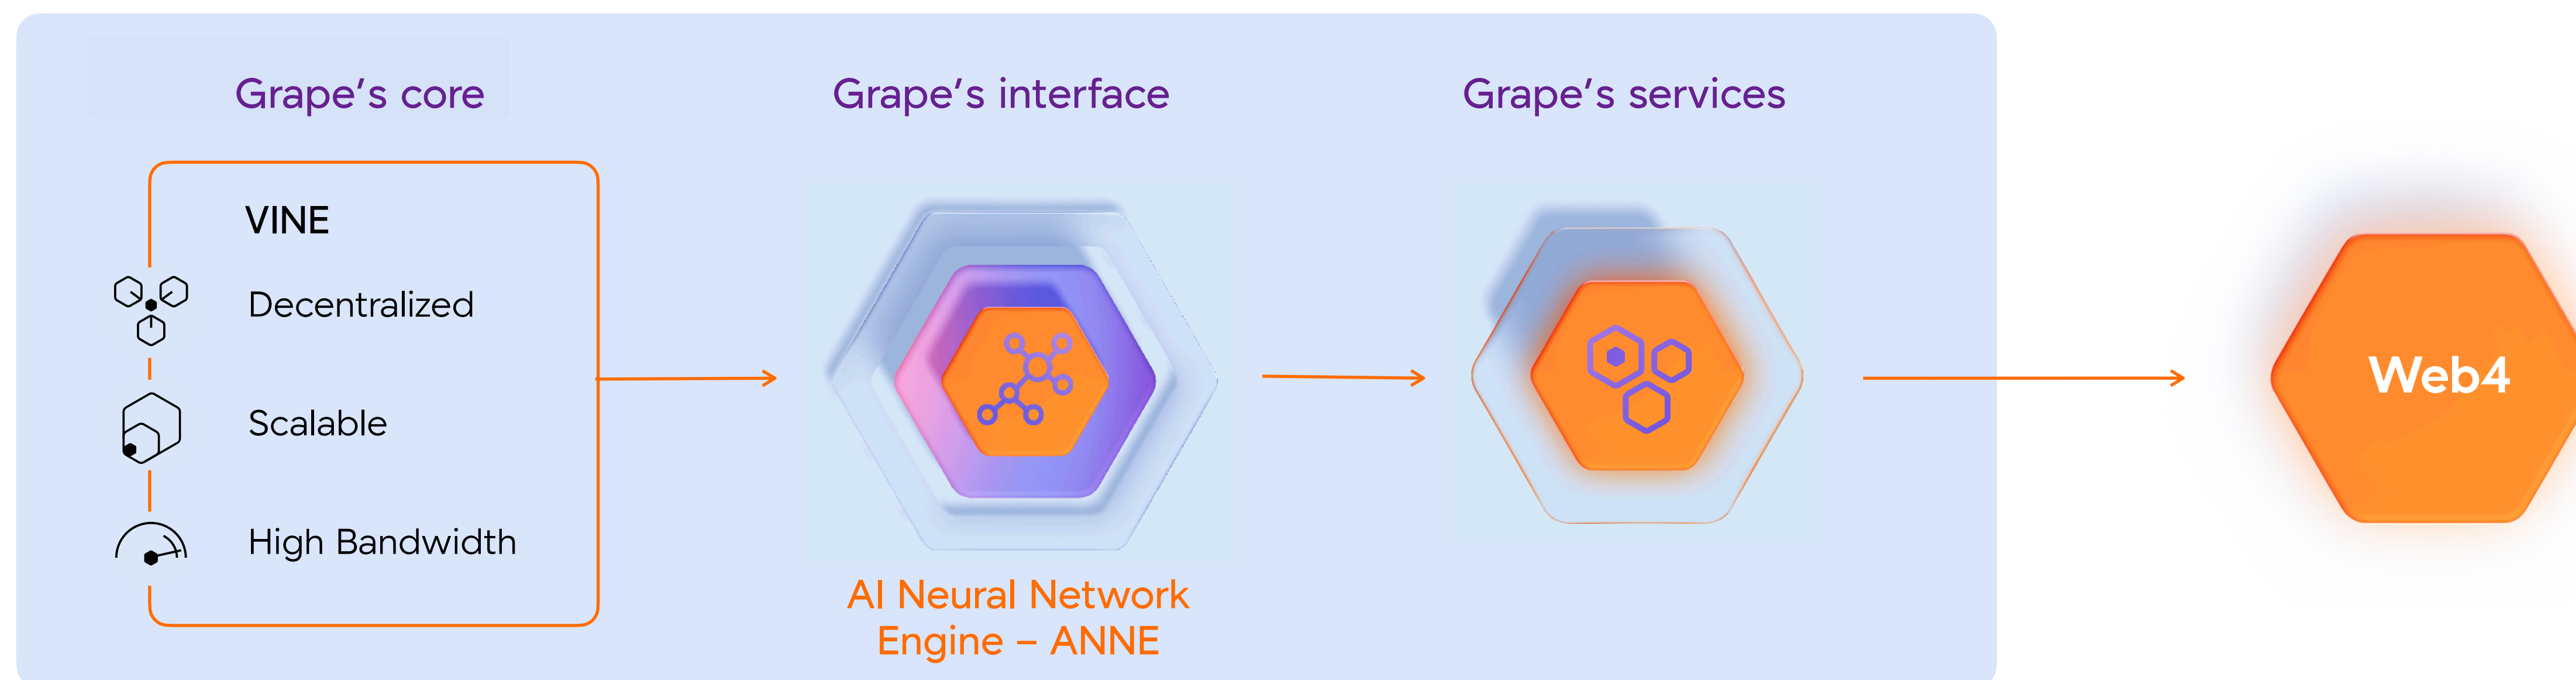 Grape’s core
Grape’s interface
Grape’s services
VINE
Decentralized
Scalable
High Bandwidth
AI Neural Network
Engine – ANNE
Web4